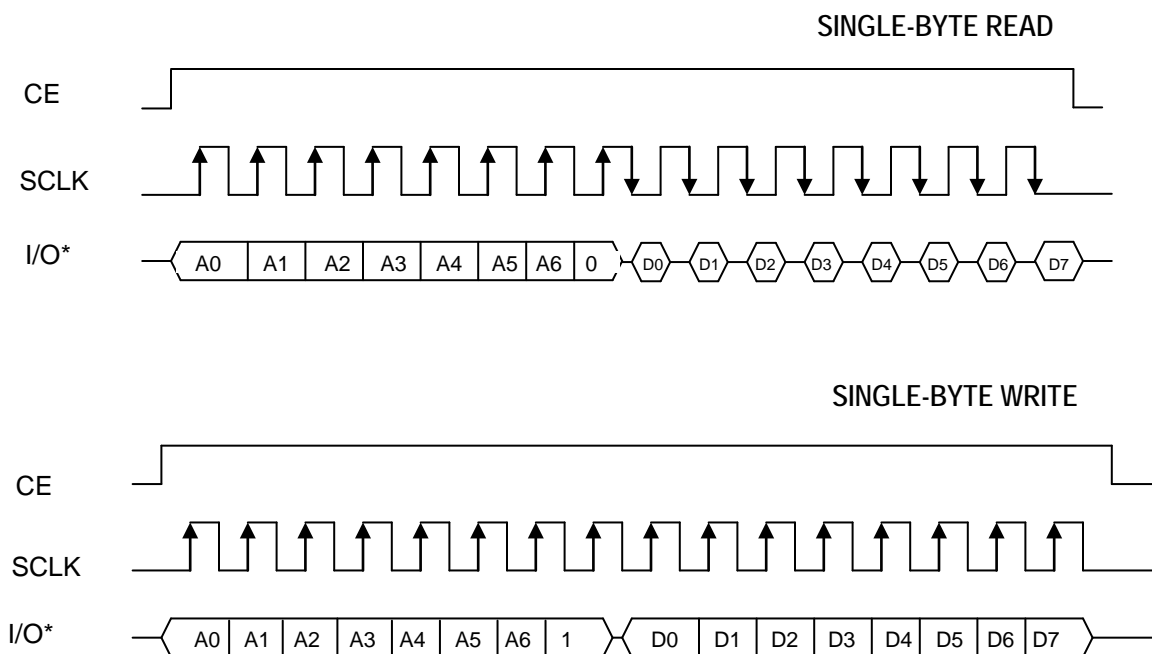 SINGLE-BYTE READ
CE
SCLK
I/O*
A0 A1 A2 A3 A4 A5 A6 0 D0 D1 D2 D3 D4 D5 D6 D7
SINGLE-BYTE WRITE
CE
SCLK
I/O*
A0 A1 A2 A3 A4 A5 A6 1 D0 D1 D2 D3 D4 D5 D6 D7